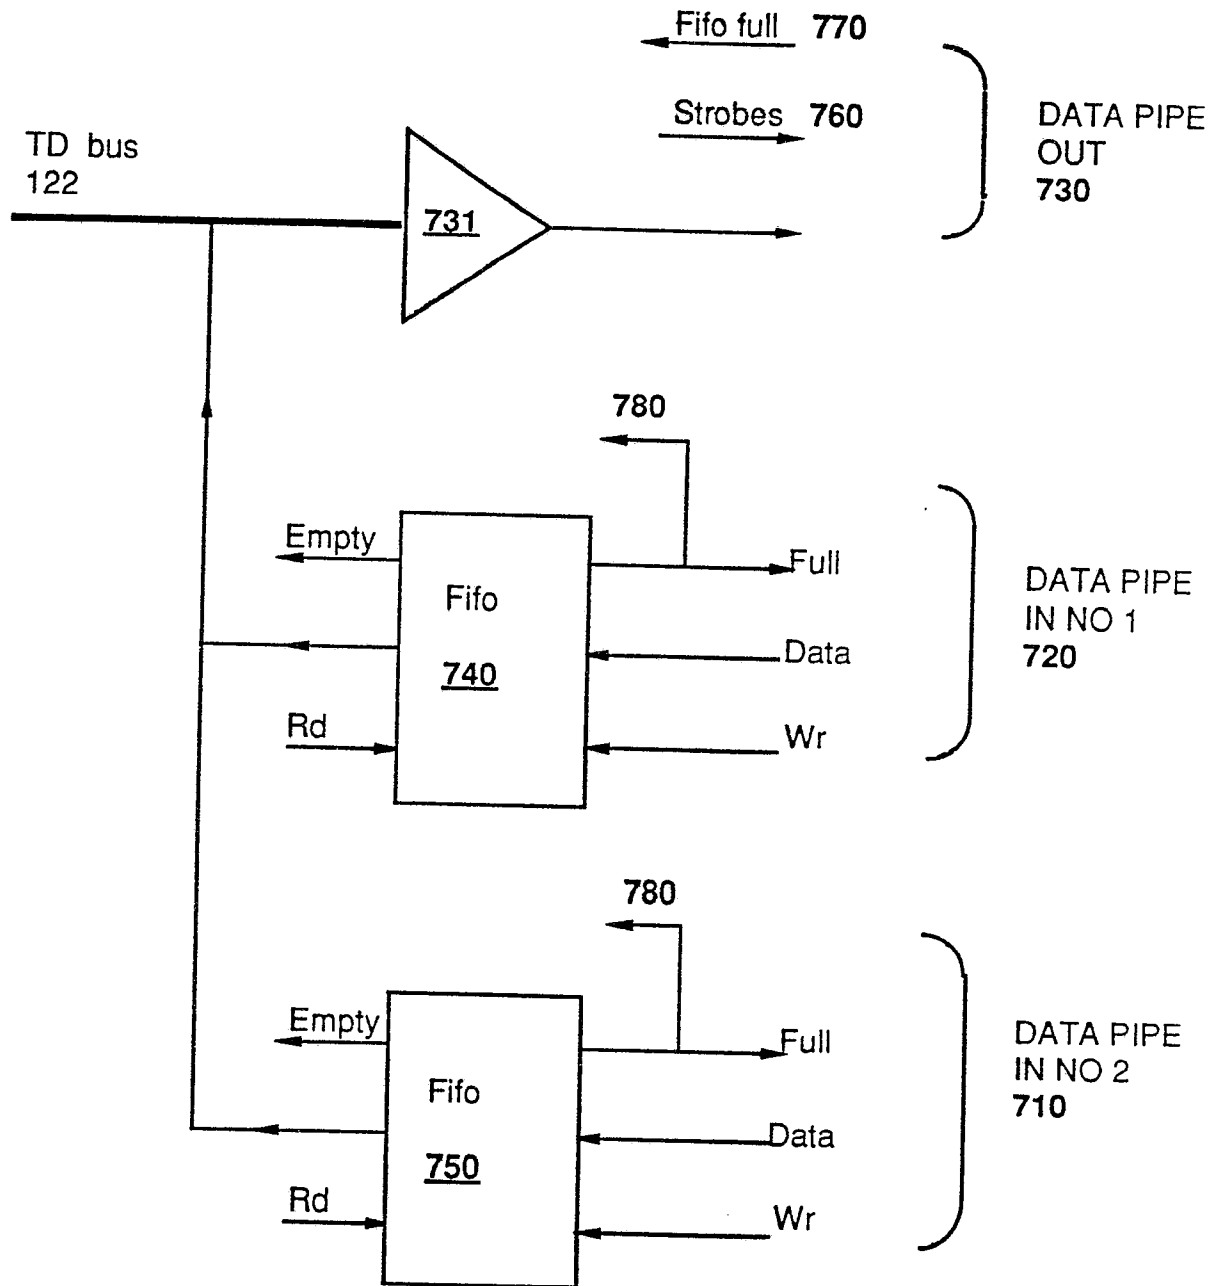 Fifo full 770
Strobes 760
DATA PIPE
OUT
730
TD bus
122
731
780
Empty
Full
Fifo
740
Data
Rd
Wr
DATA PIPE
IN NO 1
720
780
Empty
Full
Fifo
750
Data
Rd
Wr
DATA PIPE
IN NO 2
710